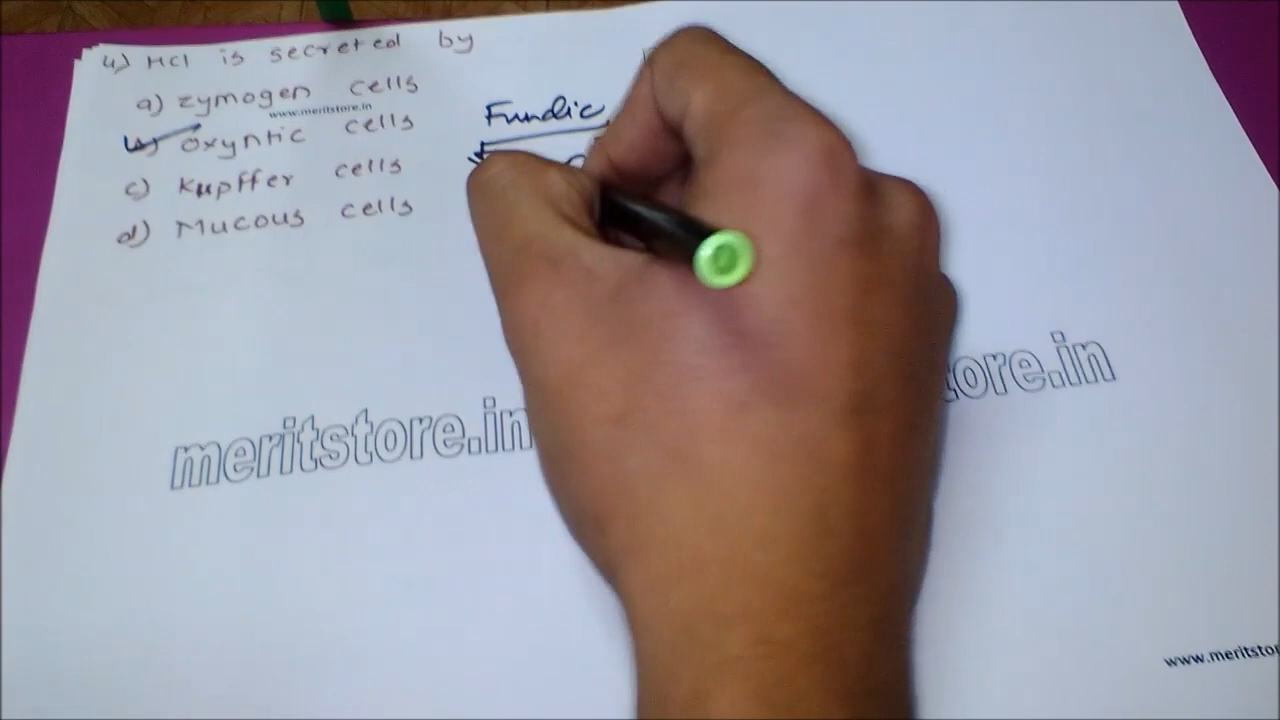 4) HCl is secreted by
a) zymogen cells
www.meritstore.in
b) oxyntic cells
c) Kupffer cells
d) Mucous cells
Fundic
meritstore.in
tore.in
www.meritstor